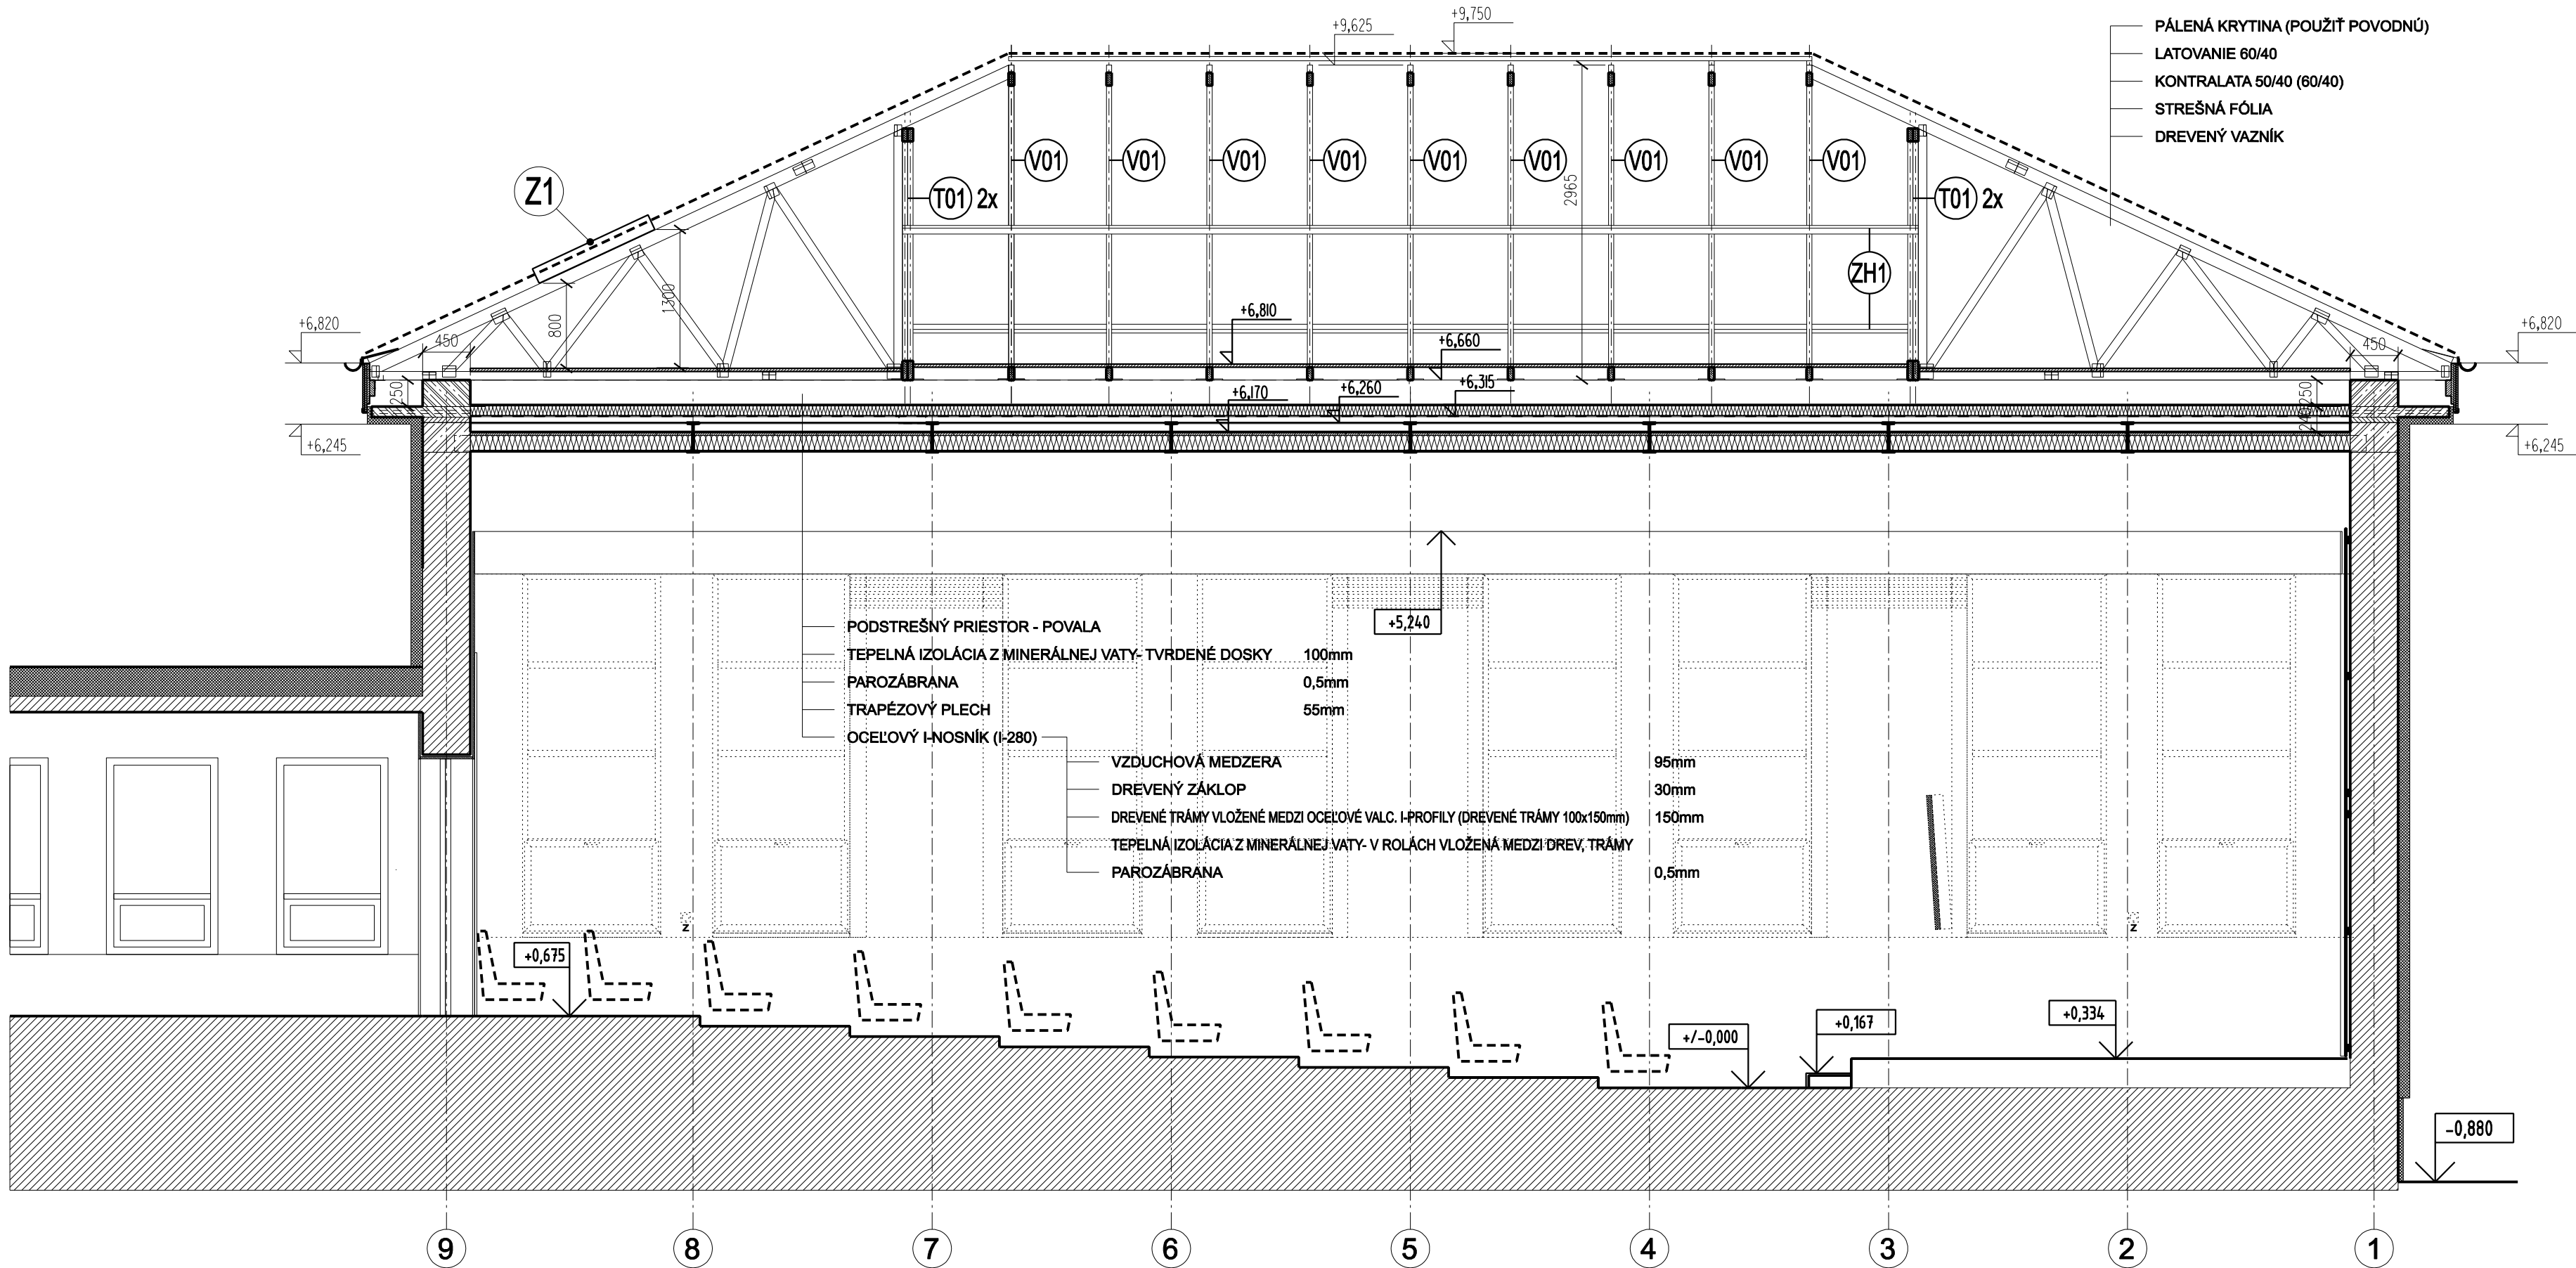 +9,750
+9,625
PÁLENÁ KRYTINA (POUŽIŤ POVODNÚ)
LATOVANIE 60/40
KONTRALATA 50/40 (60/40)
STREŠNÁ FÓLIA
DREVENÝ VAZNÍK
V01 V01 V01 V01 V01 V01 V01 V01 V01
Z1
T01 2x
2965
T01 2x
ZH1
1300
800
+6,820
450
+6,810
+6,660
450
+6,820
250
+6,170
+6,260
+6,315
250
240
+6,245
+6,245
PODSTREŠNÝ PRIESTOR - POVALA
TEPELNÁ IZOLÁCIA Z MINERÁLNEJ VATY- TVRDENÉ DOSKY 100mm
PAROZÁBRANA 0,5mm
TRAPÉZOVÝ PLECH 55mm
OCEĽOVÝ I-NOSNÍK (I-280)
+5,240
VZDUCHOVÁ MEDZERA 95mm
DREVENÝ ZÁKLOP 30mm
DREVENÉ TRÁMY VLOŽENÉ MEDZI OCEĽOVÉ VALC. I-PROFILY (DREVENÉ TRÁMY 100x150mm) 150mm
TEPELNÁ IZOLÁCIA Z MINERÁLNEJ VATY- V ROLÁCH VLOŽENÁ MEDZI DREV, TRÁMY
PAROZÁBRANA 0,5mm
z
z
+0,675
+/-0,000
+0,167
+0,334
-0,880
9 8 7 6 5 4 3 2 1